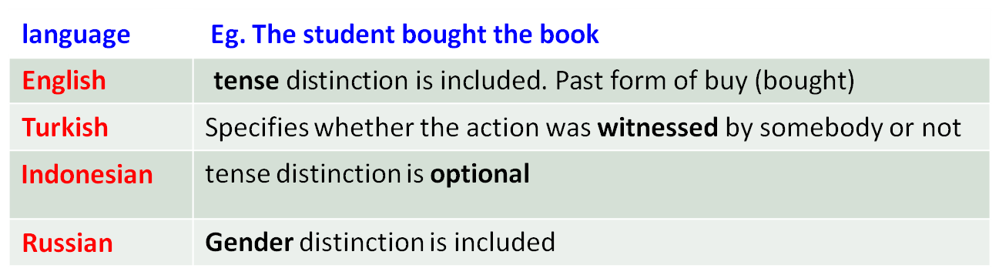 language Eg. The student bought the book
English tense distinction is included. Past form of buy (bought)
Turkish Specifies whether the action was witnessed by somebody or not
Indonesian tense distinction is optional
Russian Gender distinction is included